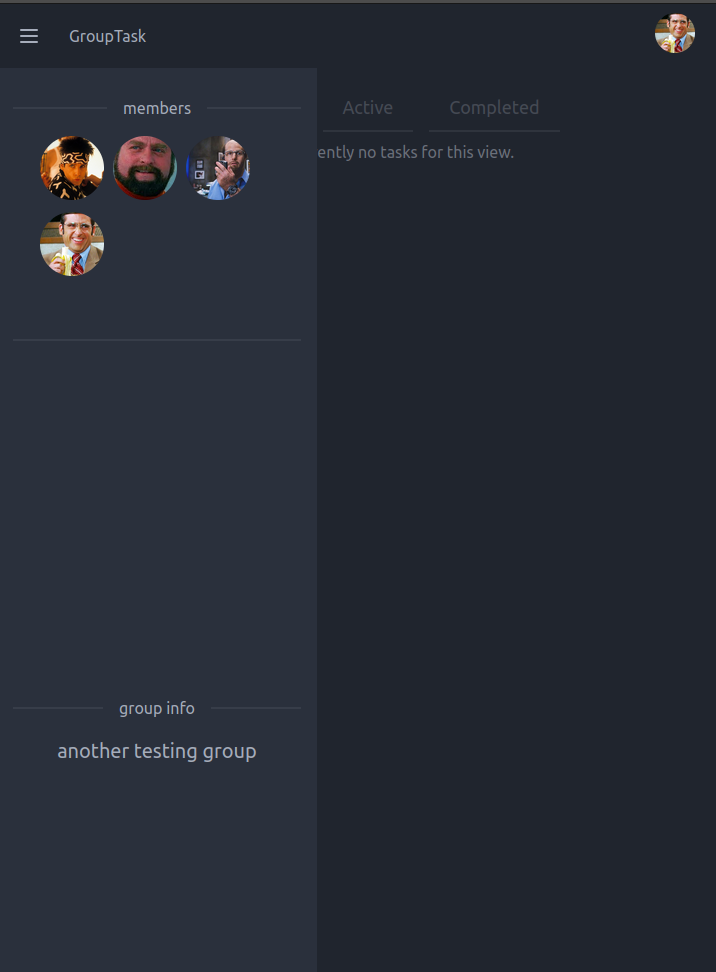 GroupTask
members
Active Completed
ently no tasks for this view.
group info
another testing group